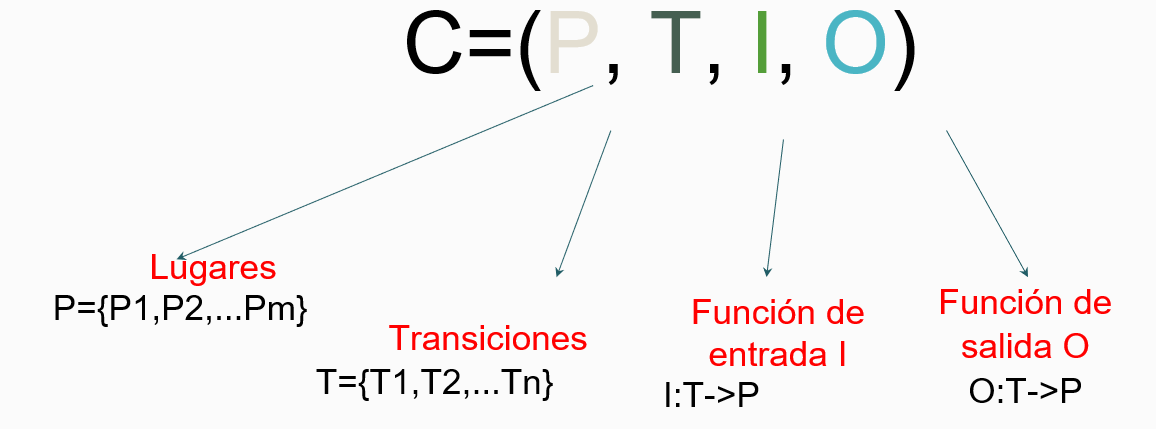 C=(P, T, I, O)
Lugares
P={P1,P2,...Pm}
Transiciones
T={T1,T2,...Tn}
Función de
entrada I
I:T->P
Función de
salida O
O:T->P